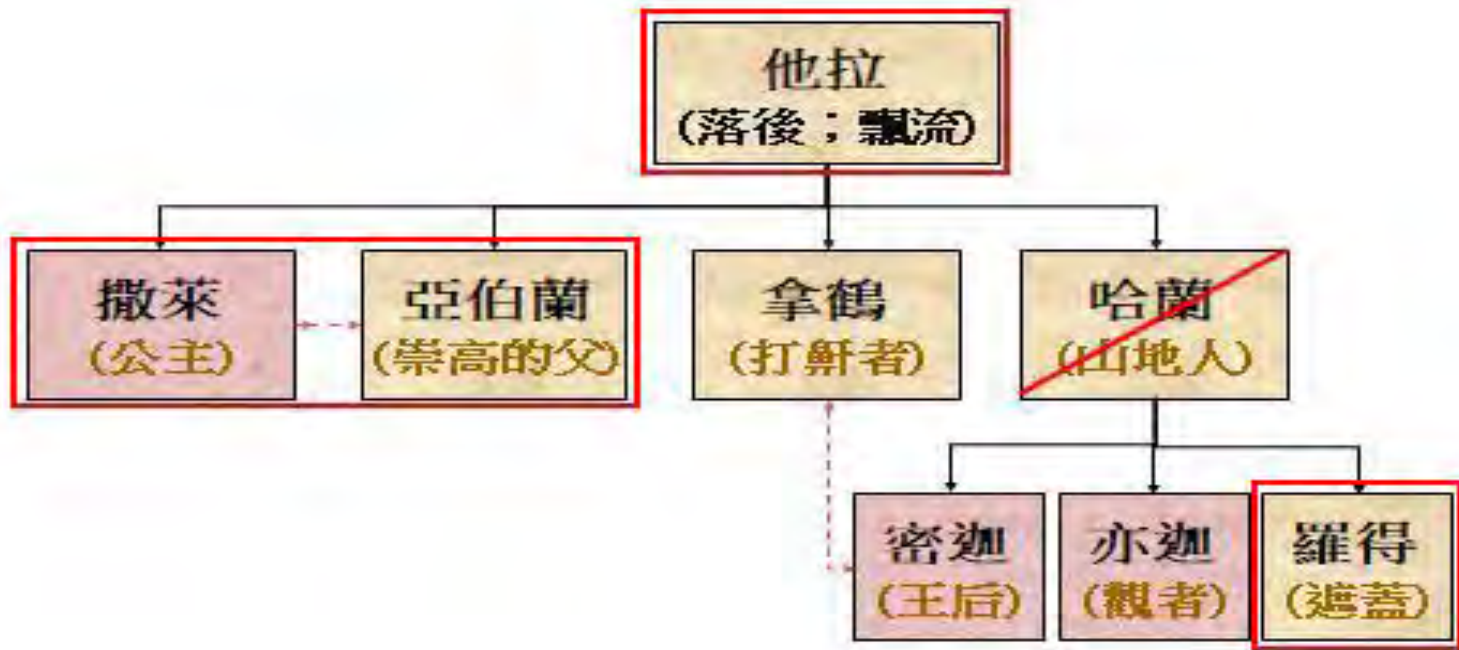 他拉
(落後；飄流)
撒萊
(公主)
亞伯蘭
(崇高的父)
拿鶴
(打鼾者)
哈蘭
(山地人)
密迦
(王后)
亦迦
(觀者)
羅得
(遮蓋)